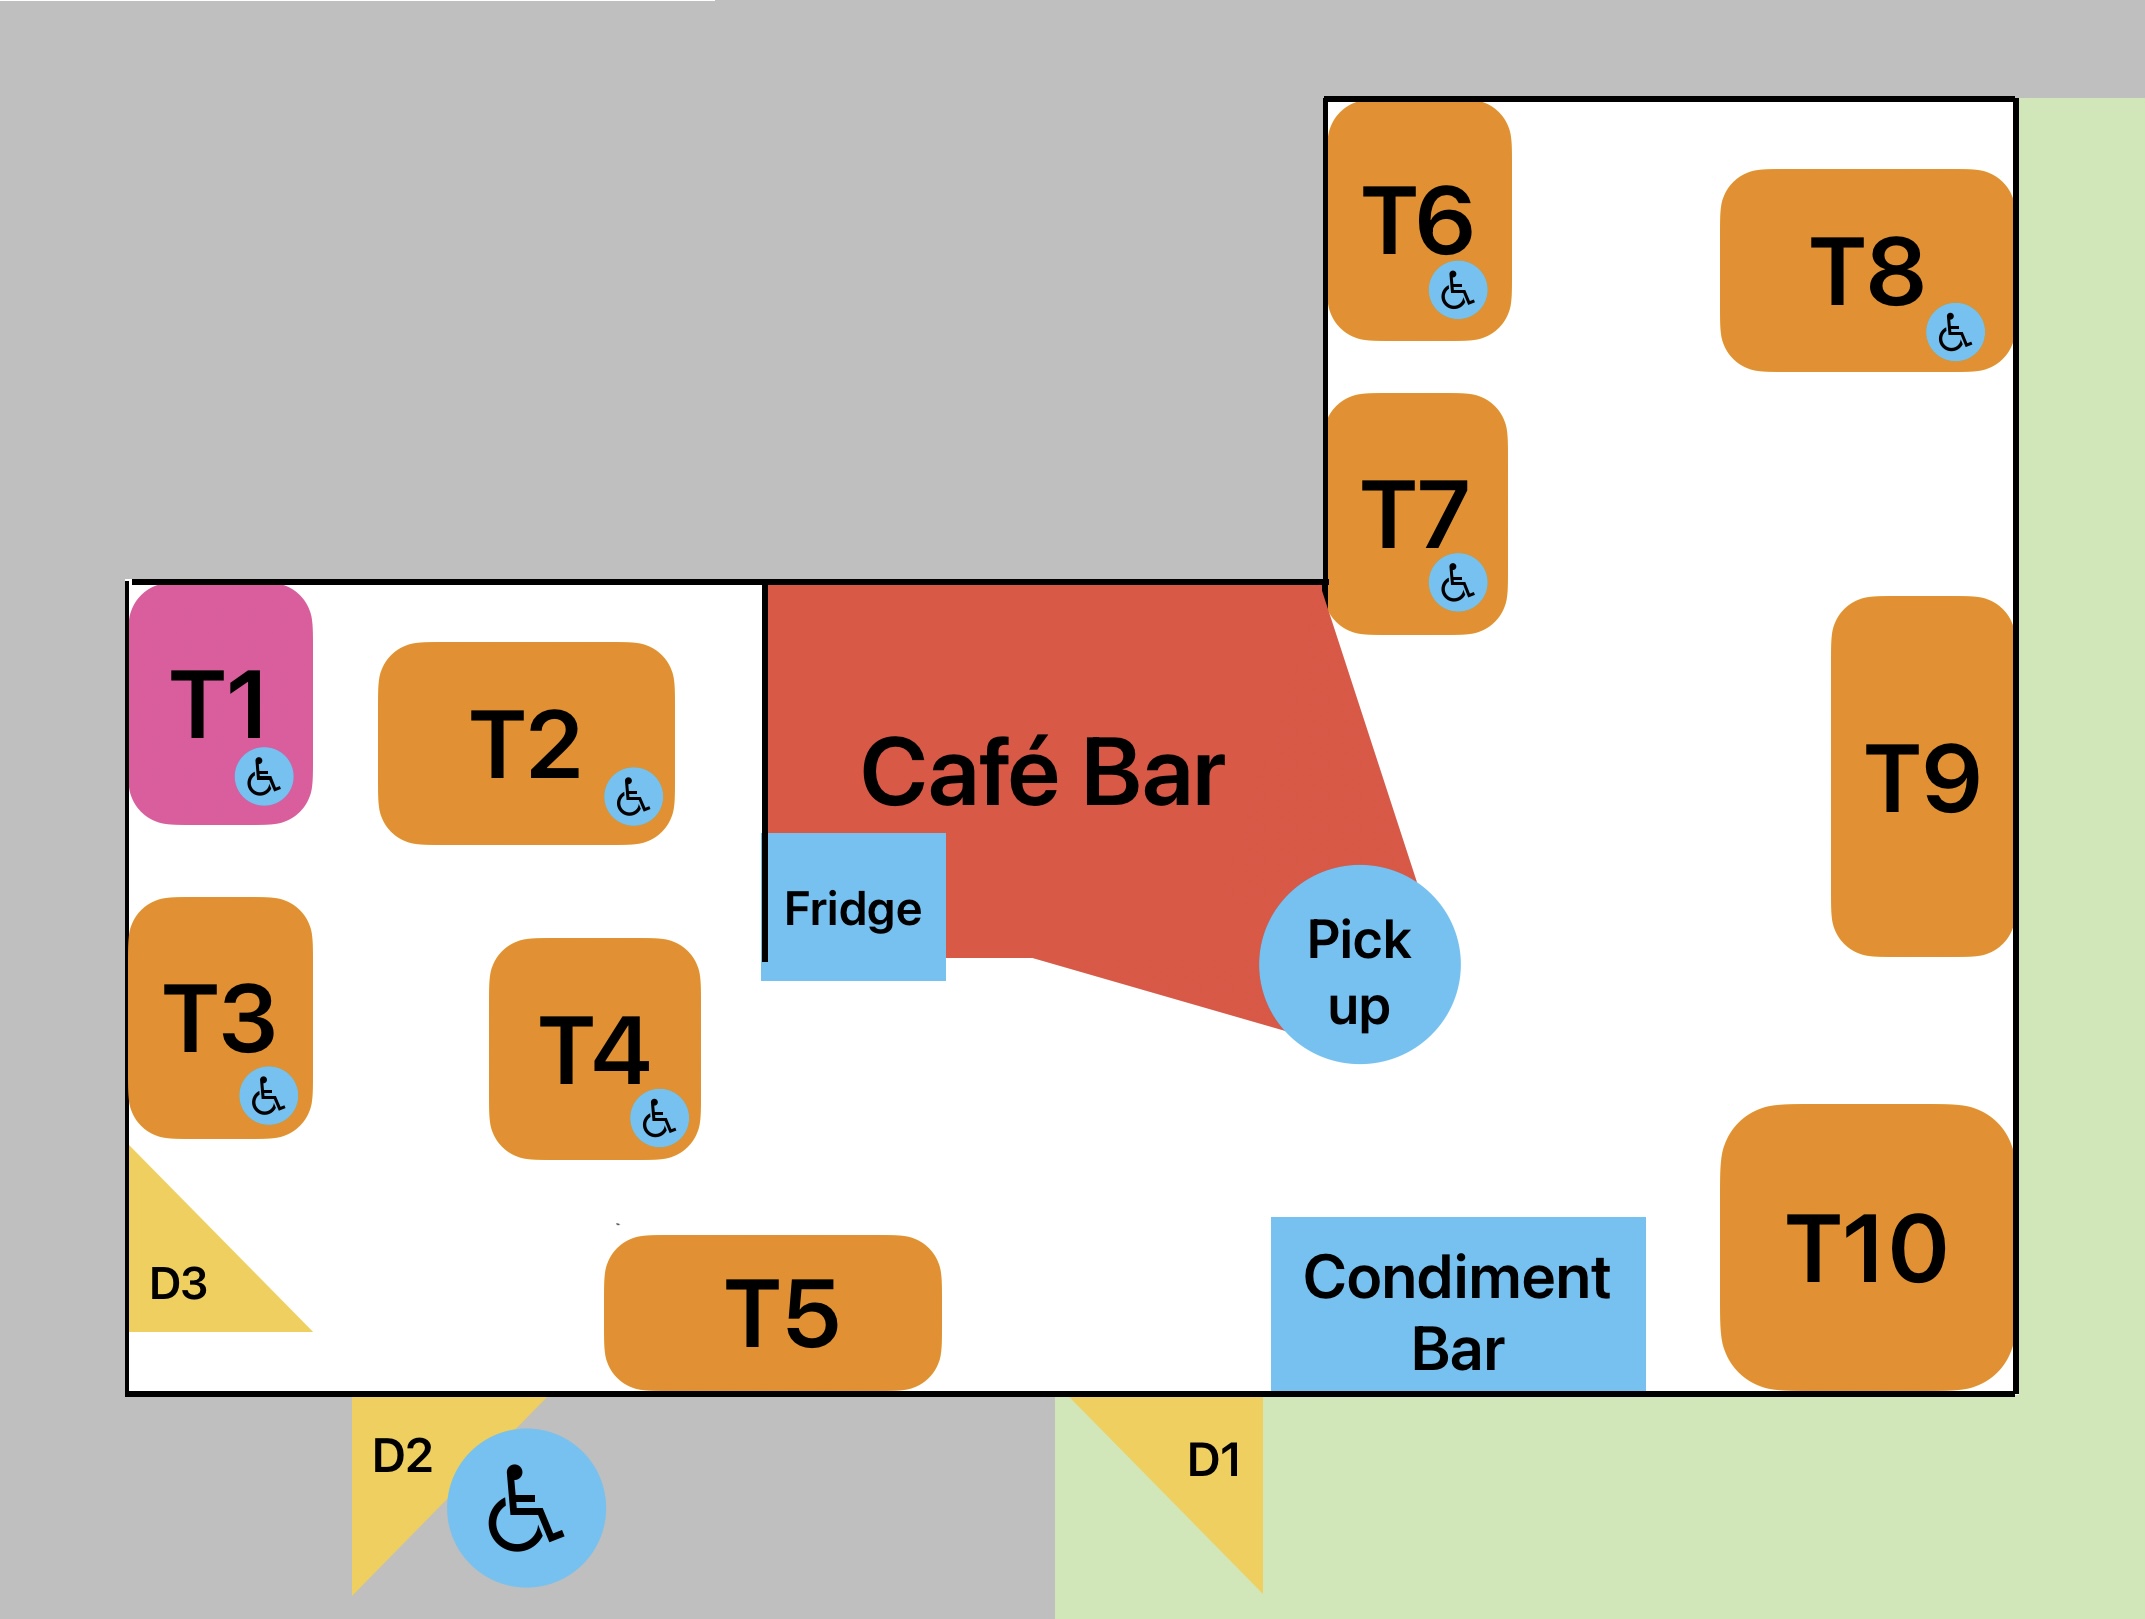 T6
T8
T7
T1
T2
Café Bar
T9
Fridge
Pick
up
T3
T4
T10
D3
T5
Condiment
Bar
D2
D1